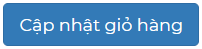 Cập nhật giỏ hàng